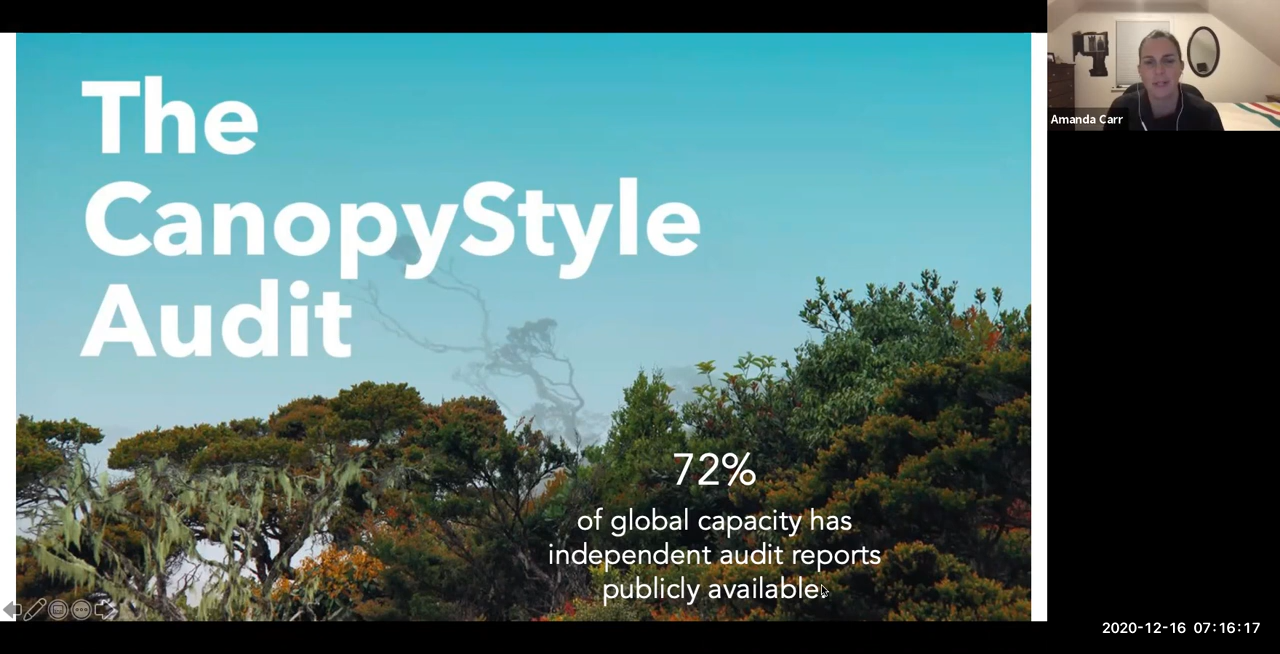 The
CanopyStyle
Audit
72%
of global capacity has
independent audit reports
publicly available.
Amanda Carr
2020-12-16 07:16:17